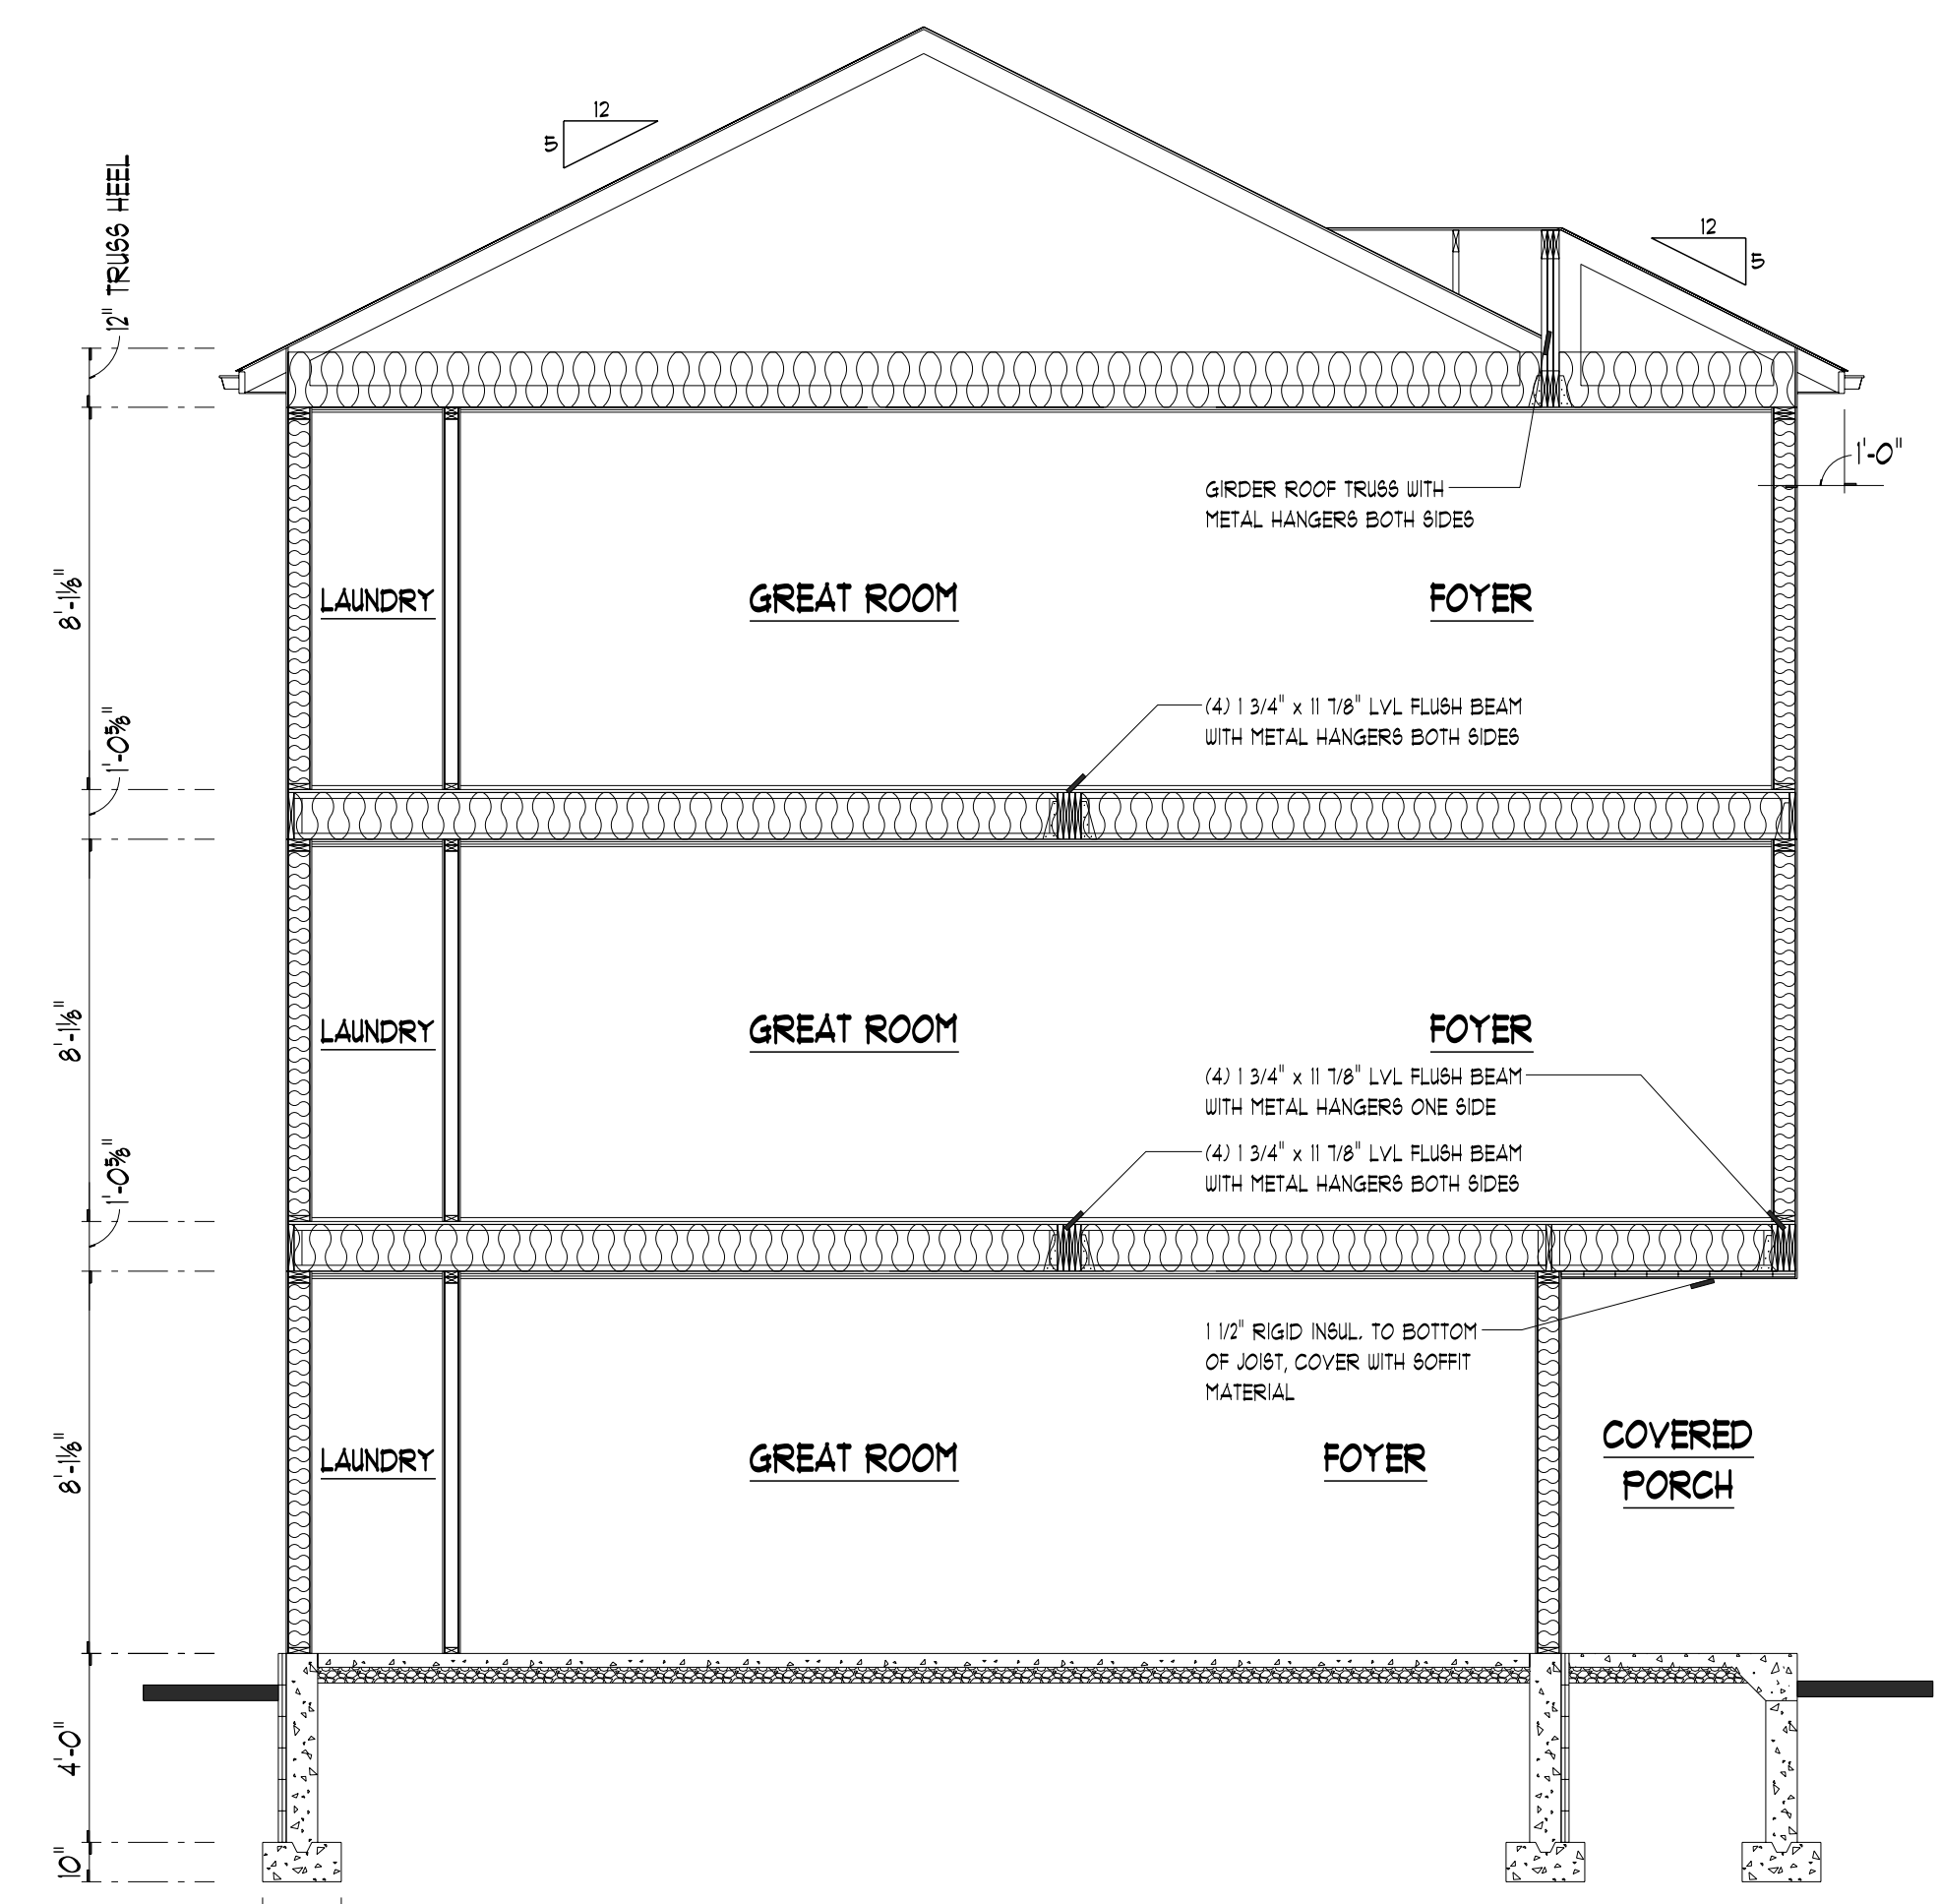 12
5
12" TRUSS HEEL
12
5
1'-0"
GIRDER ROOF TRUSS WITH
METAL HANGERS BOTH SIDES
8'-1⅛"
LAUNDRY
GREAT ROOM
FOYER
(4) 1 3/4" x 11 7/8" LVL FLUSH BEAM
WITH METAL HANGERS BOTH SIDES
1'-0⅝"
8'-1⅛"
LAUNDRY
GREAT ROOM
FOYER
(4) 1 3/4" x 11 7/8" LVL FLUSH BEAM
WITH METAL HANGERS ONE SIDE
(4) 1 3/4" x 11 7/8" LVL FLUSH BEAM
WITH METAL HANGERS BOTH SIDES
1'-0⅝"
1 1/2" RIGID INSUL. TO BOTTOM
OF JOIST, COVER WITH SOFFIT
MATERIAL
8'-1⅛"
LAUNDRY
GREAT ROOM
FOYER
COVERED
PORCH
4'-0"
10"